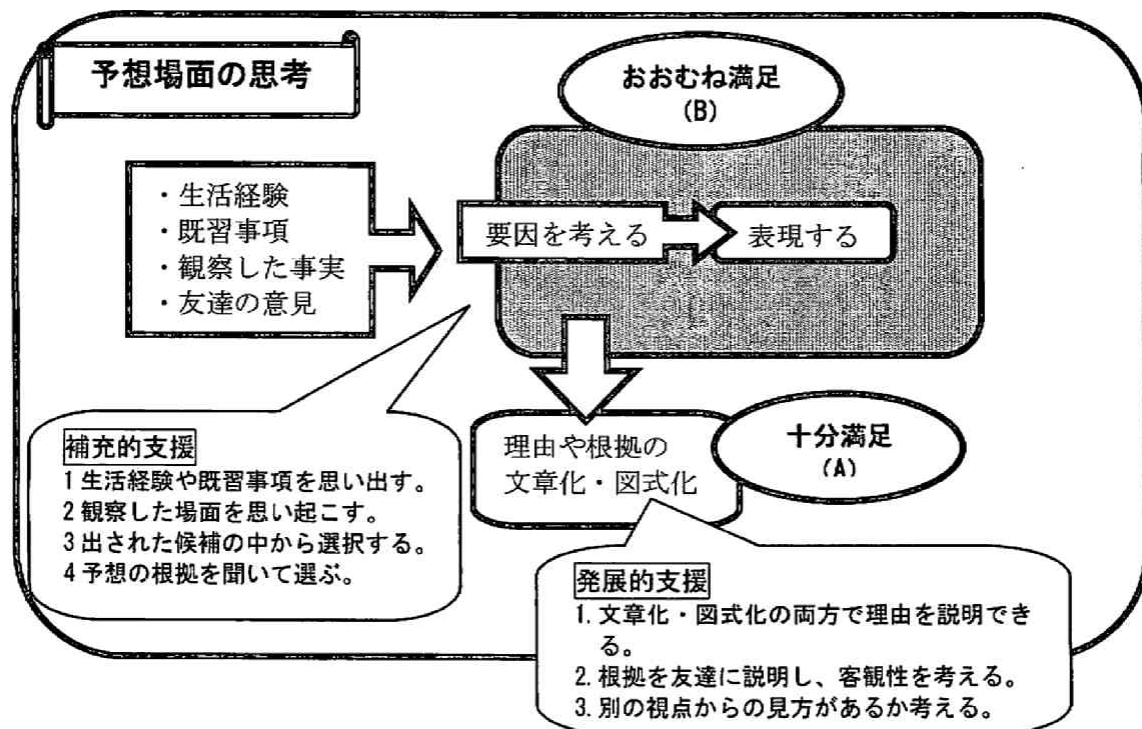 予想場面の思考
おおむね満足
(B)
・生活経験
・既習事項
・観察した事実
・友達の意見
要因を考える
表現する
理由や根拠の
文章化・図式化
十分満足
(A)
補充的支援
1 生活経験や既習事項を思い出す。
2 観察した場面を思い起こす。
3 出された候補の中から選択する。
4 予想の根拠を聞いて選ぶ。
発展的支援
1. 文章化・図式化の両方で理由を説明でき
る。
2. 根拠を友達に説明し、客観性を考える。
3. 別の視点からの見方があるか考える。